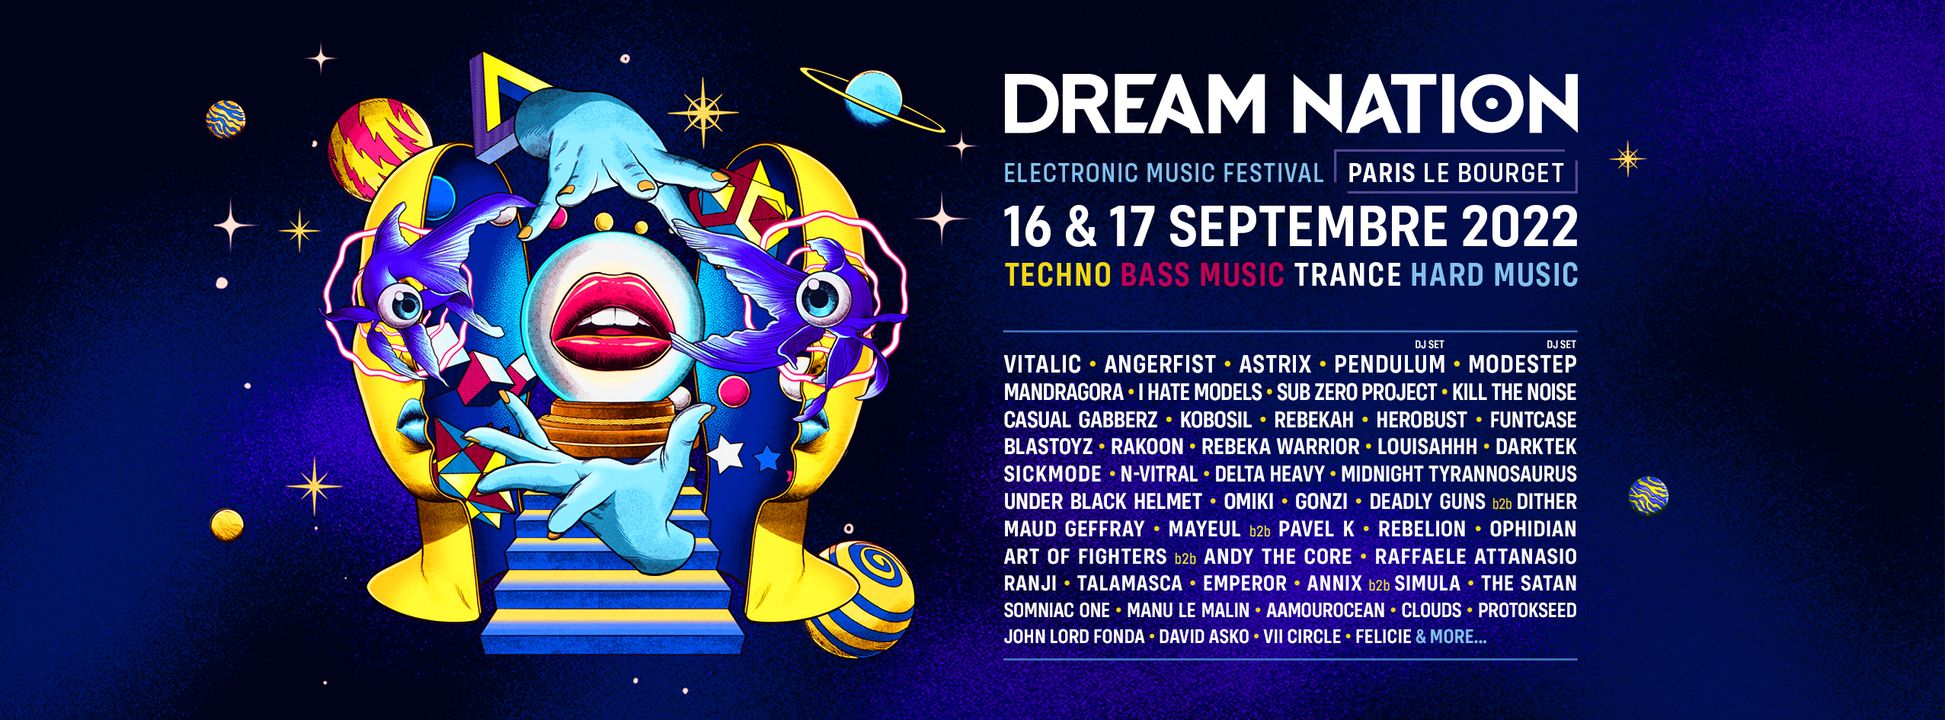 DREAM NATION
ELECTRONIC MUSIC FESTIVAL PARIS LE BOURGET
16 & 17 SEPTEMBRE 2022
TECHNO BASS MUSIC TRANCE HARD MUSIC
DJ SET DJ SET
VITALIC • ANGERFIST • ASTRIX • PENDULUM • MODESTEP
MANDRAGORA • I HATE MODELS • SUB ZERO PROJECT • KILL THE NOISE
CASUAL GABBERZ • KOBOSIL • REBEKAH • HEROBUST • FUNTCASE
BLASTOYZ • RAKOON • REBEKA WARRIOR • LOUISAHHH • DARKTEK
SICKMODE • N-VITRAL • DELTA HEAVY • MIDNIGHT TYRANNOSAURUS
UNDER BLACK HELMET • OMIKI • GONZI • DEADLY GUNS b2b DITHER
MAUD GEFFRAY • MAYEUL b2b PAVEL K • REBELION • OPHIDIAN
ART OF FIGHTERS b2b ANDY THE CORE • RAFFAELE ATTANASIO
RANJI • TALAMASCA • EMPEROR • ANNIX b2b SIMULA • THE SATAN
SOMNIAC ONE • MANU LE MALIN • AAMOUROCEAN • CLOUDS • PROTOKSEED
JOHN LORD FONDA • DAVID ASKO • VII CIRCLE • FELICIE & MORE...